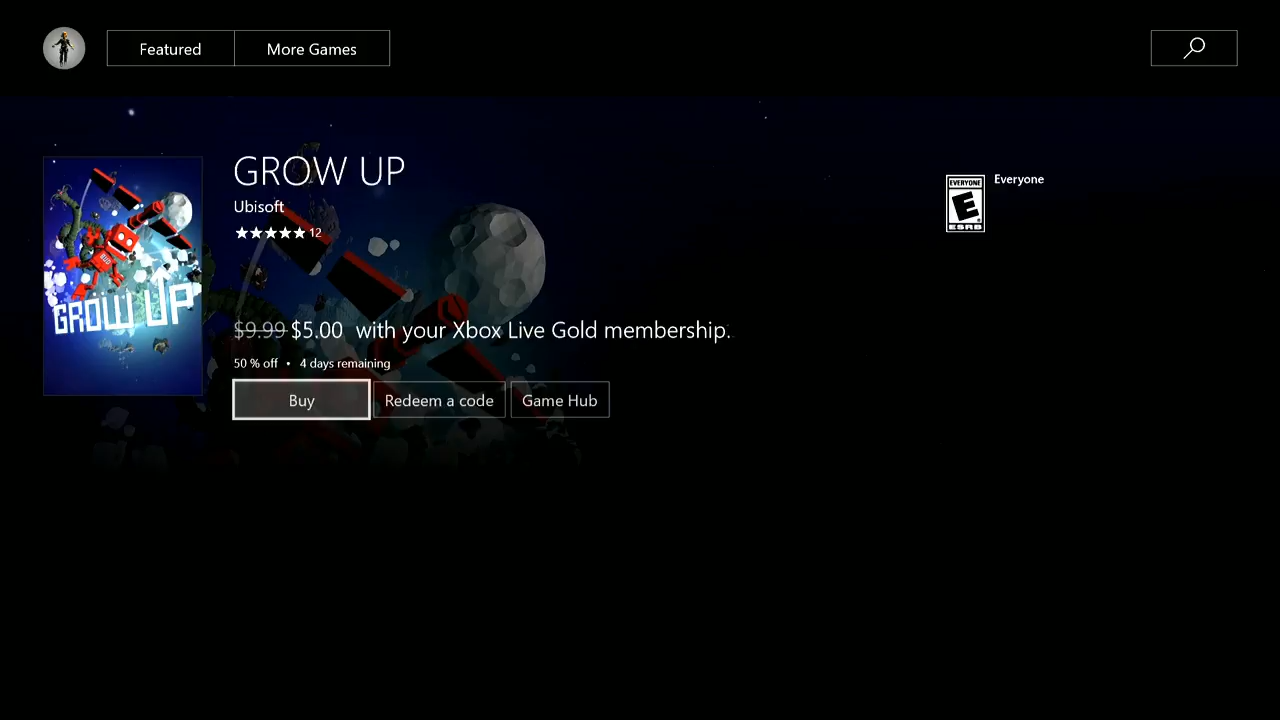 Featured
More Games
GROW UP
Ubisoft
12
$9.99 $5.00 with your Xbox Live Gold membership.
50 % off • 4 days remaining
Buy
Redeem a code
Game Hub
EVERYONE
E
ESRB
Everyone
BUD
GROW UP